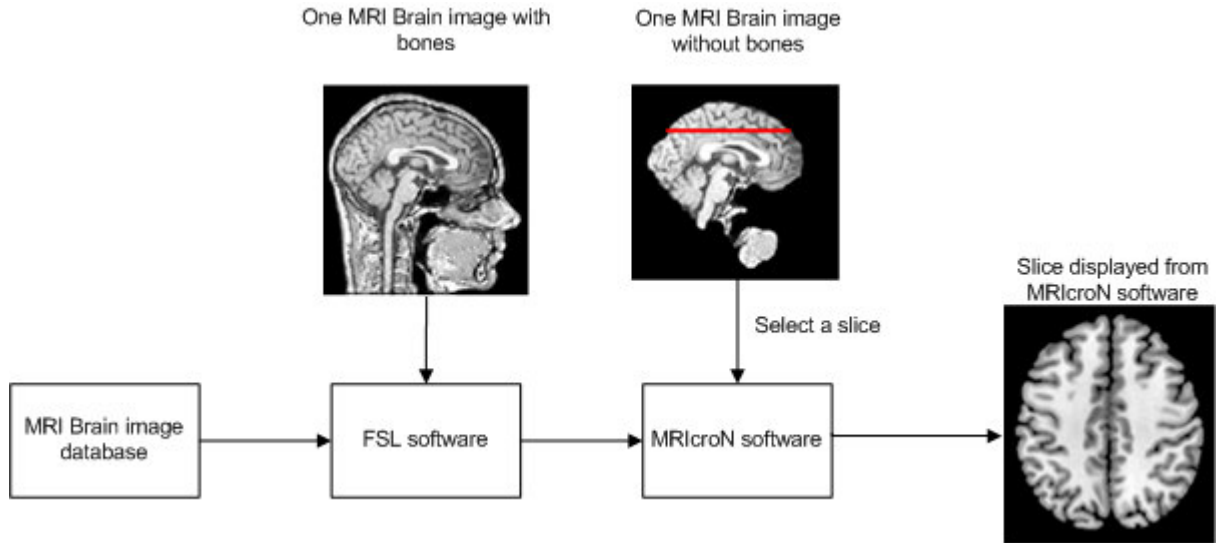 One MRI Brain image with
bones
One MRI Brain image
without bones
Slice displayed from
MRIcroN software
Select a slice
MRI Brain image
database
FSL software
MRIcroN software